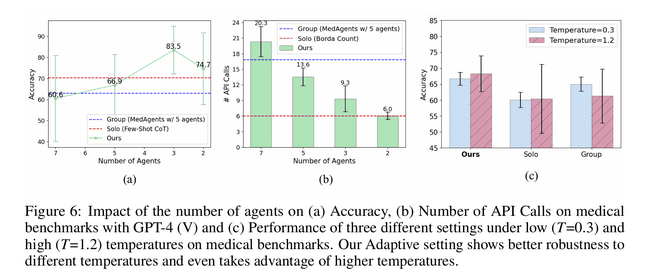 90
80
70
60
50
40
Accuracy
60.6
66.9
83.5
74.7
Group (MedAgents w/ 5 agents)
Solo (Few-Shot CoT)
Ours
7 6 5 4 3 2
Number of Agents
(a)
24
21
18
15
12
9
6
3
0
# API Calls
20.3
13.6
9.3
6.0
Group (MedAgents w/ 5 agents)
Solo (Borda Count)
Ours
7 5 3 2
Number of Agents
(b)
85
80
75
70
65
60
55
50
45
Accuracy
Temperature=0.3
Temperature=1.2
Ours Solo Group
(c)
Figure 6: Impact of the number of agents on (a) Accuracy, (b) Number of API Calls on medical
benchmarks with GPT-4 (V) and (c) Performance of three different settings under low (T=0.3) and
high (T=1.2) temperatures on medical benchmarks. Our Adaptive setting shows better robustness to
different temperatures and even takes advantage of higher temperatures.